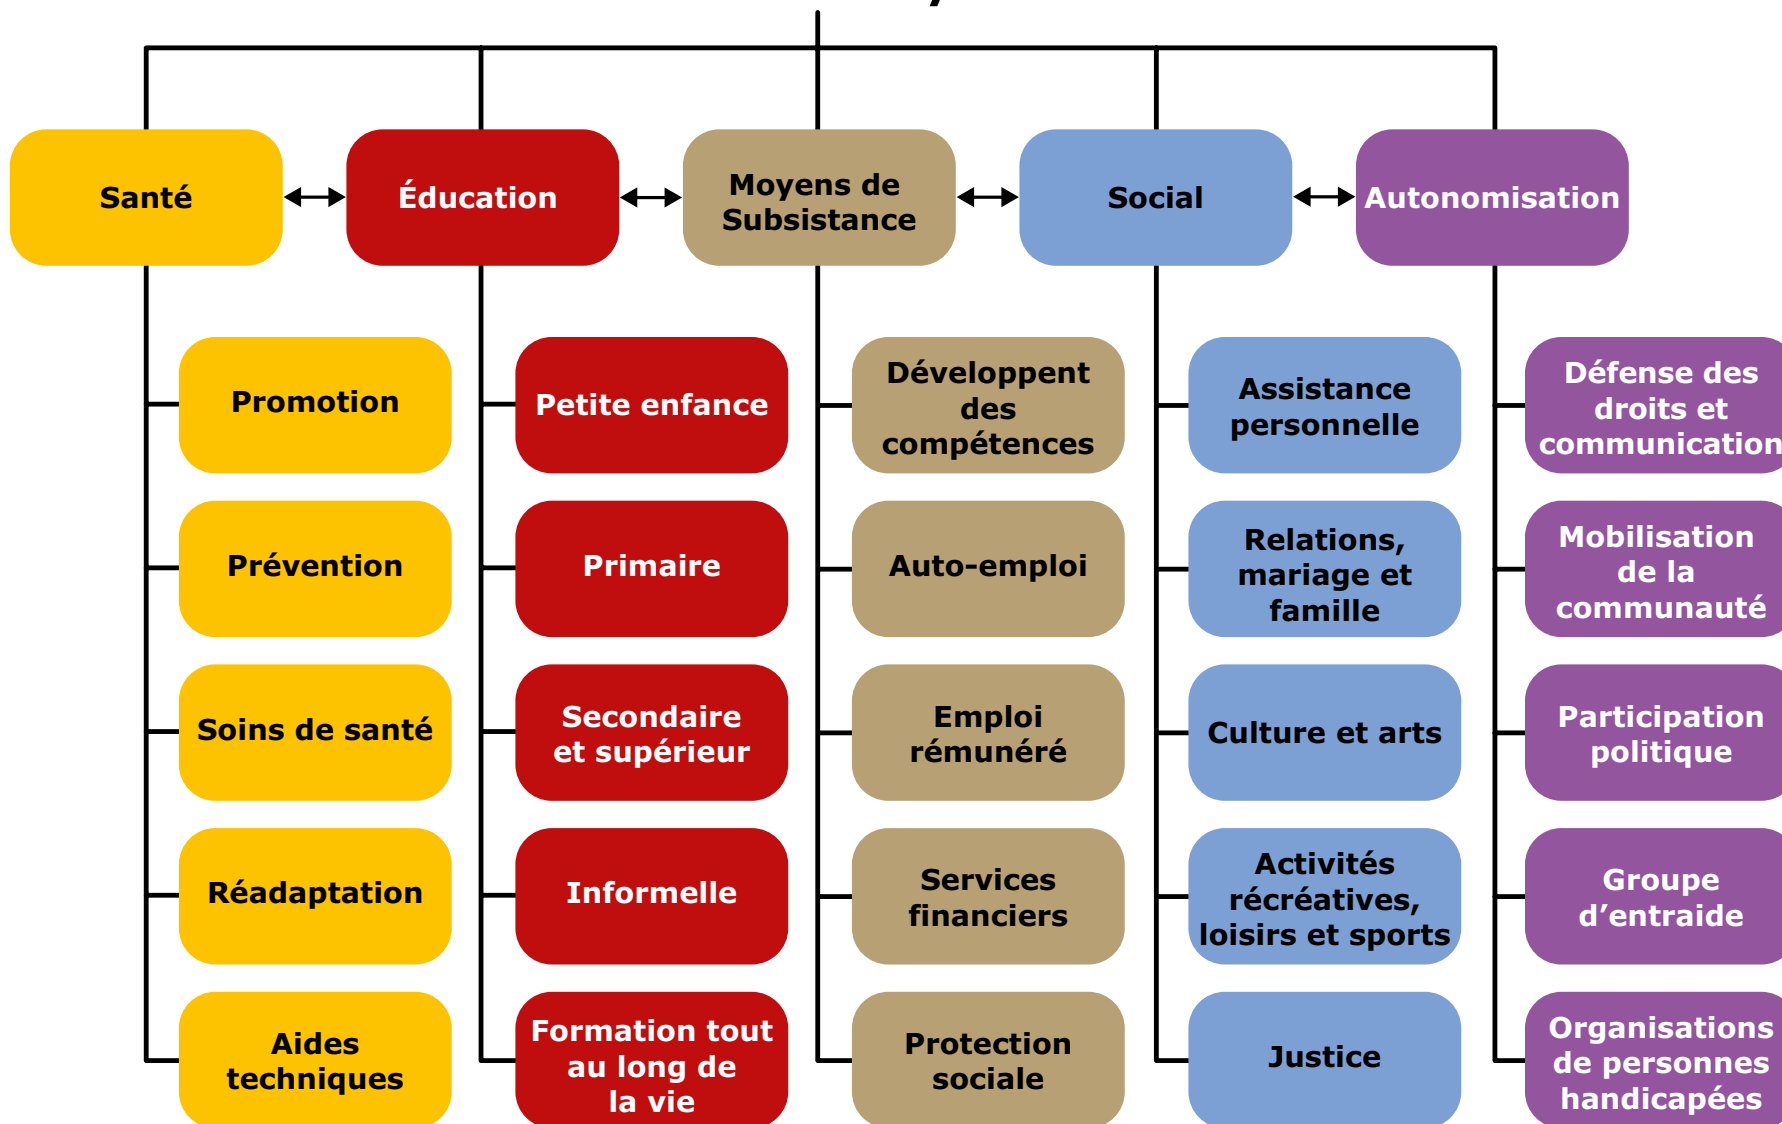 Santé
Éducation
Moyens de
Subsistance
Social
Autonomisation
Promotion
Petite enfance
Développent
des
compétences
Assistance
personnelle
Défense des
droits et
communication
Prévention
Primaire
Auto-emploi
Relations,
mariage et
famille
Mobilisation
de la
communauté
Soins de santé
Secondaire
et supérieur
Emploi
rémunéré
Culture et arts
Participation
politique
Réadaptation
Informelle
Services
financiers
Activités
récréatives,
loisirs et sports
Groupe
d’entraide
Aides
techniques
Formation tout
au long de
la vie
Protection
sociale
Justice
Organisations
de personnes
handicapées